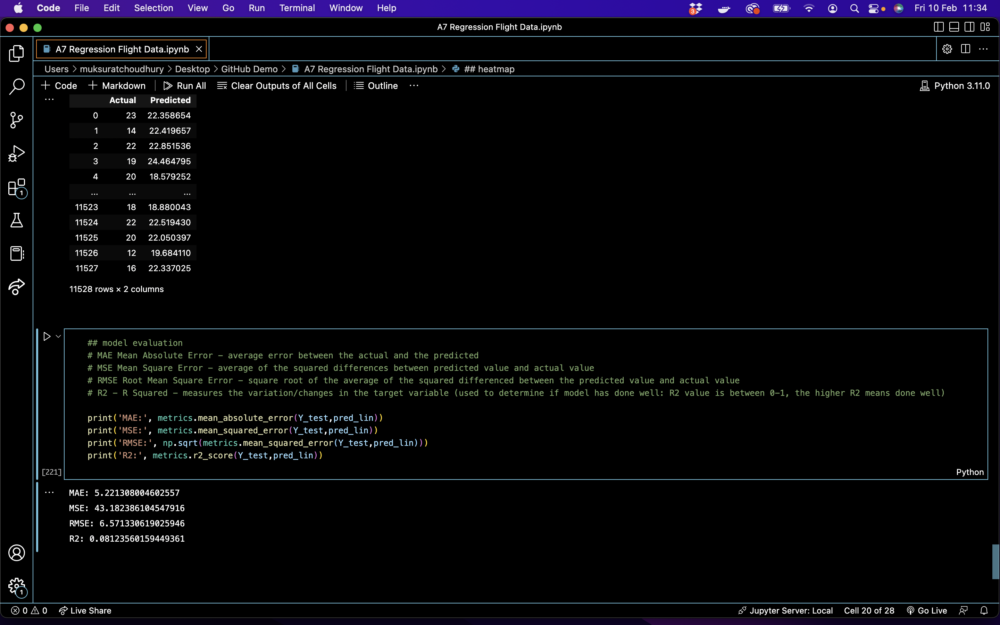 Code File Edit Selection View Go Run Terminal Window Help 3 Fri 10 Feb 11:34
A7 Regression Flight Data.ipynb
A7 Regression Flight Data.ipynb
Users > muksuratchoudhury > Desktop > GitHub Demo > A7 Regression Flight Data.ipynb > ## heatmap
+ Code + Markdown Run All Clear Outputs of All Cells Outline ... Python 3.11.0
... Actual Predicted
0 23 22.358654
1 14 22.419657
2 22 22.851536
3 19 24.464795
4 20 18.579252
... ... ...
11523 18 18.880043
11524 22 22.519430
11525 20 22.050397
11526 12 19.684110
11527 16 22.337025
11528 rows × 2 columns
1
## model evaluation
# MAE Mean Absolute Error – average error between the actual and the predicted
# MSE Mean Square Error – average of the squared differences between predicted value and actual value
# RMSE Root Mean Square Error – square root of the average of the squared differenced between the predicted value and actual value
# R2 – R Squared – measures the variation/changes in the target variable (used to determine if model has done well: R2 value is between 0–1, the higher R2 means done well)
print('MAE:', metrics.mean_absolute_error(Y_test,pred_lin))
print('MSE:', metrics.mean_squared_error(Y_test,pred_lin))
print('RMSE:', np.sqrt(metrics.mean_squared_error(Y_test,pred_lin)))
print('R2:', metrics.r2_score(Y_test,pred_lin))
[221] Python
... MAE: 5.221308004602557
MSE: 43.182386104547916
RMSE: 6.571330619025946
R2: 0.08123560159449361
1
0 0 Live Share Jupyter Server: Local Cell 20 of 28 Go Live